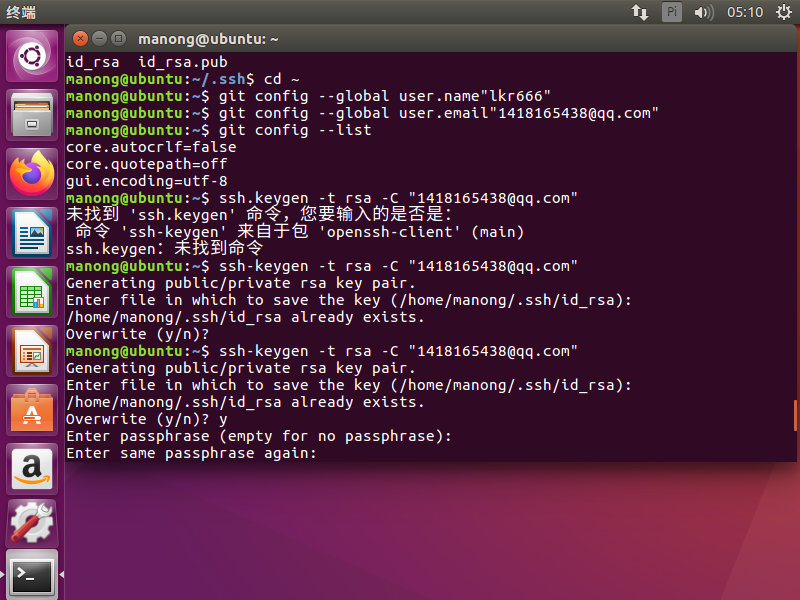 终端
Pi
05:10
manong@ubuntu: ~
id_rsa  id_rsa.pub
manong@ubuntu:~/.ssh$ cd ~
manong@ubuntu:~$ git config --global user.name"lkr666"
manong@ubuntu:~$ git config --global user.email"1418165438@qq.com"
manong@ubuntu:~$ git config --list
core.autocrlf=false
core.quotepath=off
gui.encoding=utf-8
manong@ubuntu:~$ ssh.keygen -t rsa -C "1418165438@qq.com"
未找到 'ssh.keygen' 命令，您要输入的是否是：
 命令 'ssh-keygen' 来自于包 'openssh-client' (main)
ssh.keygen：未找到命令
manong@ubuntu:~$ ssh-keygen -t rsa -C "1418165438@qq.com"
Generating public/private rsa key pair.
Enter file in which to save the key (/home/manong/.ssh/id_rsa):
/home/manong/.ssh/id_rsa already exists.
Overwrite (y/n)?
manong@ubuntu:~$ ssh-keygen -t rsa -C "1418165438@qq.com"
Generating public/private rsa key pair.
Enter file in which to save the key (/home/manong/.ssh/id_rsa):
/home/manong/.ssh/id_rsa already exists.
Overwrite (y/n)? y
Enter passphrase (empty for no passphrase):
Enter same passphrase again: